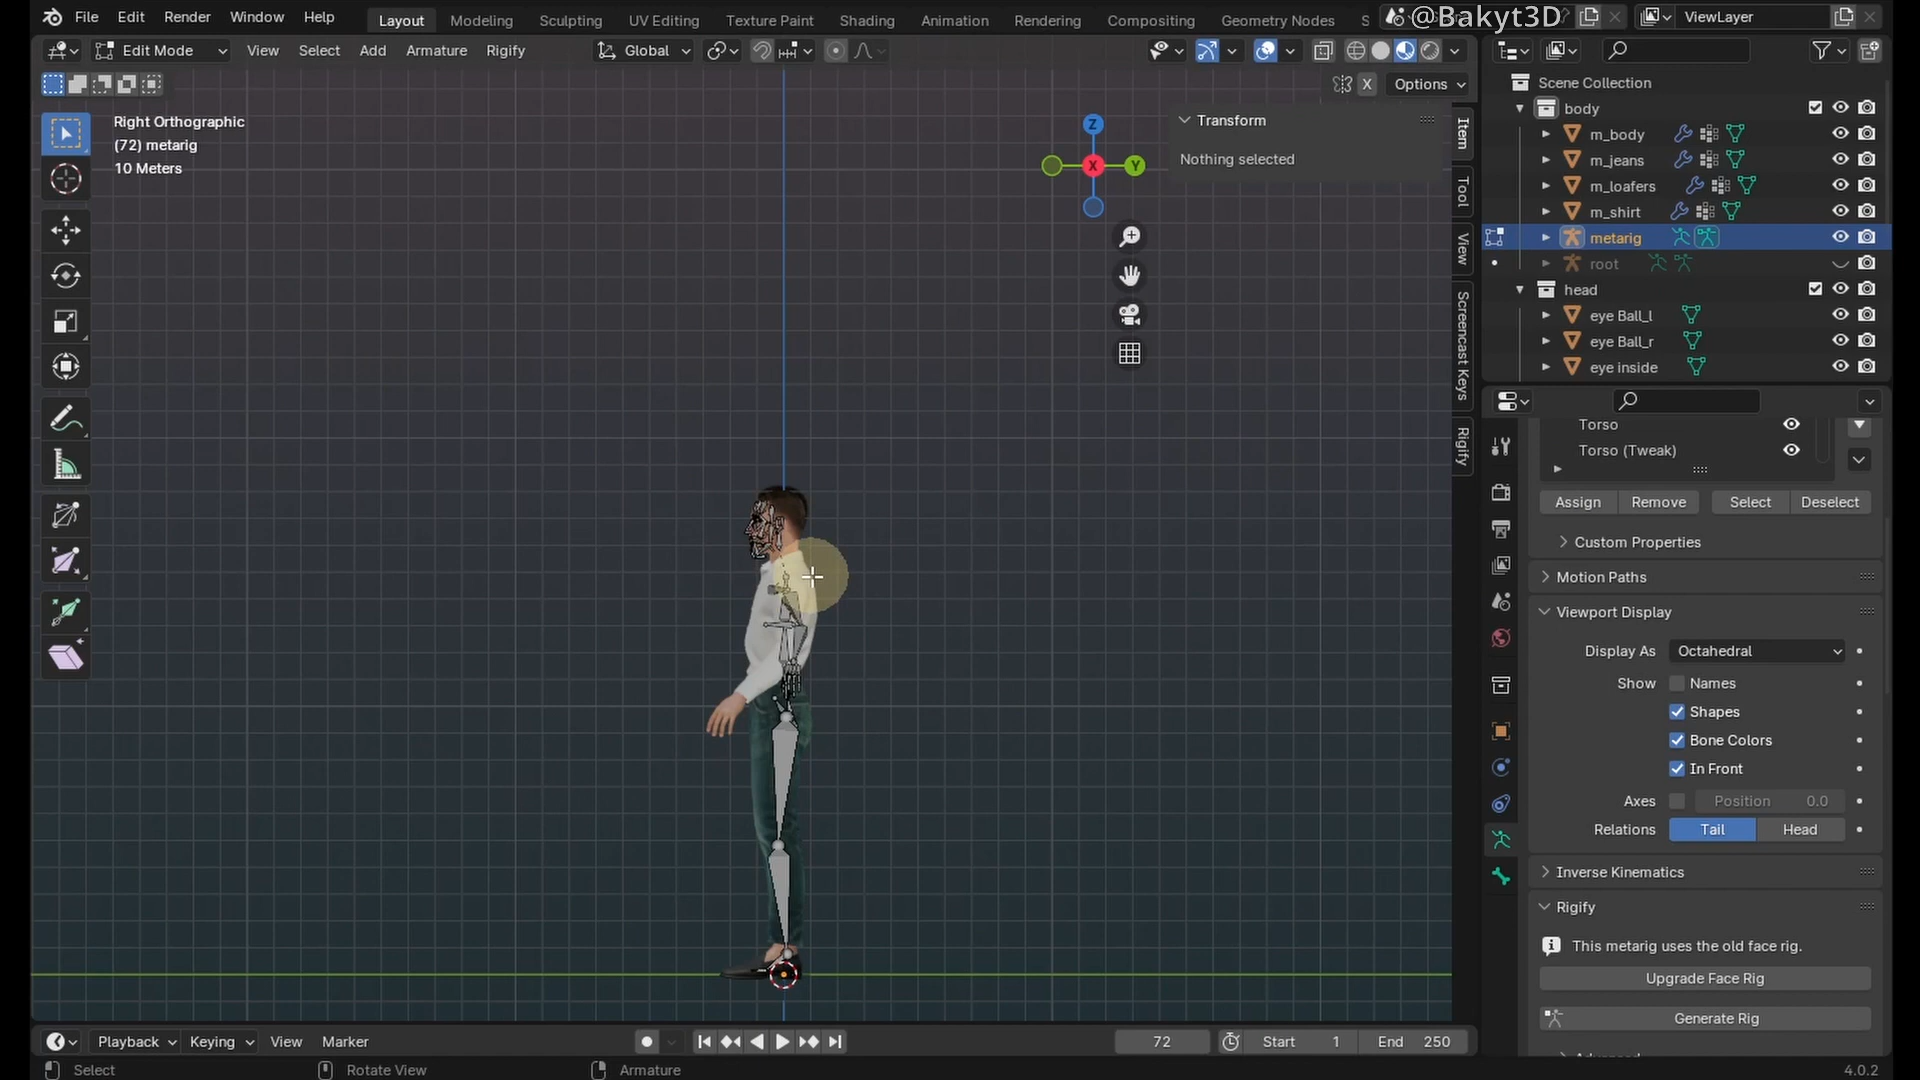 File Edit Render Window Help Layout Modeling Sculpting UV Editing Texture Paint Shading Animation Rendering Compositing Geometry Nodes S @Bakyt3D ViewLayer
Edit Mode View Select Add Armature Rigify Global
X Options
Right Orthographic
(72) metarig
10 Meters
Z
X
Y
Transform
Nothing selected
Item
Tool
View
Screencast Keys
Rigify
Scene Collection
body
m_body
m_jeans
m_loafers
m_shirt
metarig
root
head
eye Ball_l
eye Ball_r
eye inside
Torso
Torso (Tweak)
Assign Remove Select Deselect
Custom Properties
Motion Paths
Viewport Display
Display As Octahedral
Show Names
Shapes
Bone Colors
In Front
Axes Position 0.0
Relations Tail Head
Inverse Kinematics
Rigify
This metarig uses the old face rig.
Upgrade Face Rig
Generate Rig
Playback Keying View Marker 72 Start 1 End 250
Select Rotate View Armature 4.0.2